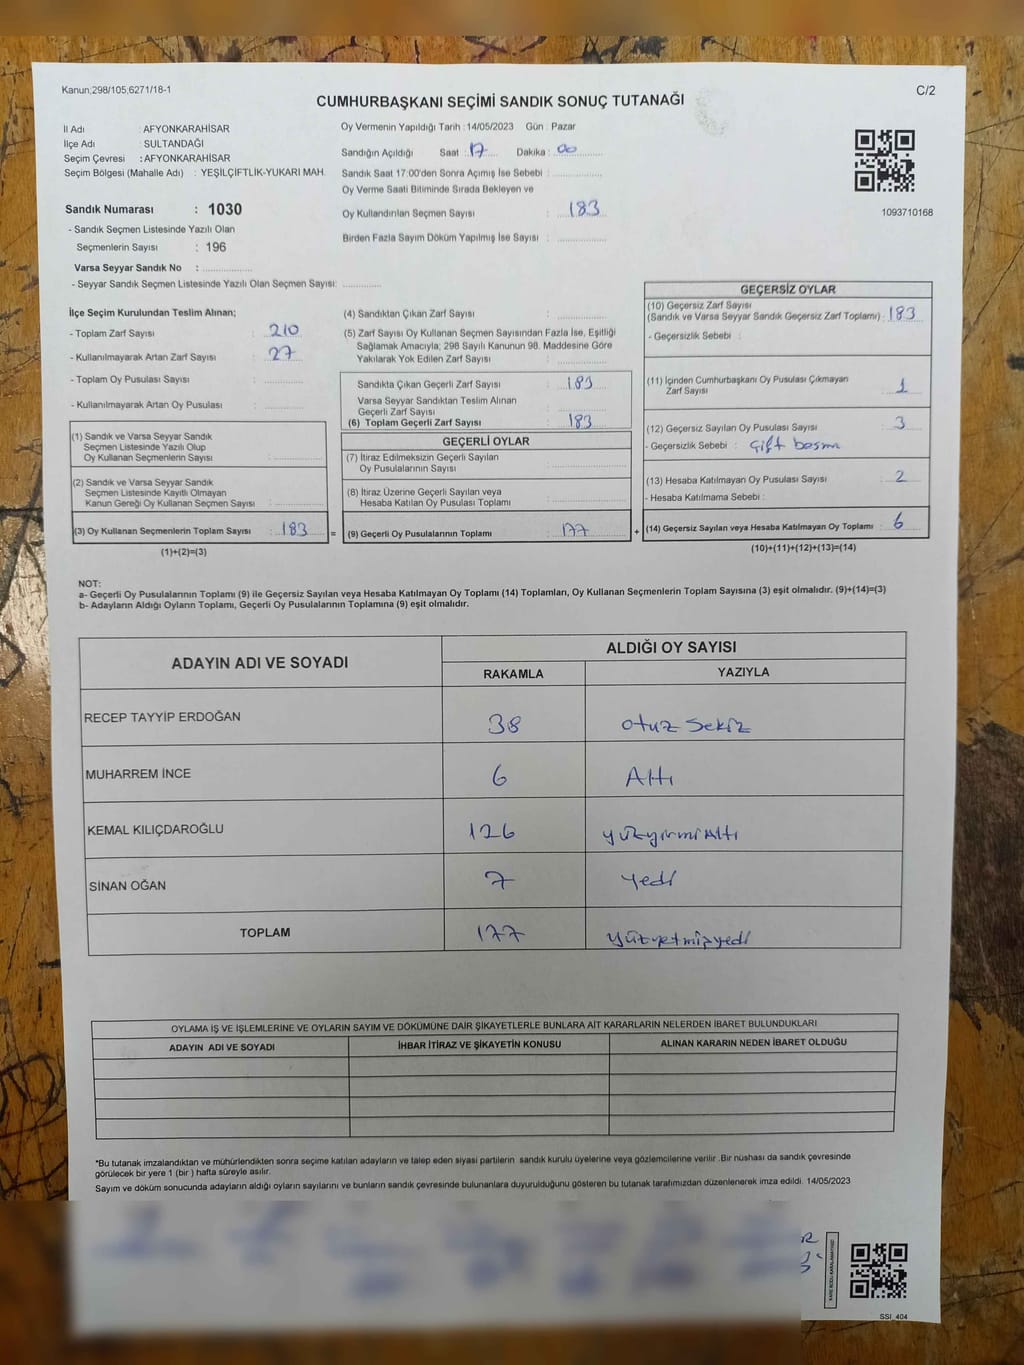 Kanun;298/105;6271/18-1
C/2
CUMHURBAŞKANI SEÇİMİ SANDIK SONUÇ TUTANAĞI
İl Adı : AFYONKARAHİSAR
İlçe Adı : SULTANDAĞI
Seçim Çevresi : AFYONKARAHİSAR
Seçim Bölgesi (Mahalle Adı) : YEŞİLÇİFTLİK-YUKARI MAH.
Sandık Numarası : 1030
- Sandık Seçmen Listesinde Yazılı Olan
Seçmenlerin Sayısı : 196
Varsa Seyyar Sandık No : ..................
- Seyyar Sandık Seçmen Listesinde Yazılı Olan Seçmen Sayısı: ..............
Oy Vermenin Yapıldığı Tarih : 14/05/2023 Gün : Pazar
Sandığın Açıldığı Saat : 17 Dakika : 00
Sandık Saat 17:00'den Sonra Açımış İse Sebebi : ..................
Oy Verme Saati Bitiminde Sırada Bekleyen ve
Oy Kullandırılan Seçmen Sayısı : 183
Birden Fazla Sayım Döküm Yapılmış İse Sayısı : ..................
1093710168
İlçe Seçim Kurulundan Teslim Alınan;
- Toplam Zarf Sayısı : 210
- Kullanılmayarak Artan Zarf Sayısı : 27
- Toplam Oy Pusulası Sayısı : ..............
- Kullanılmayarak Artan Oy Pusulası : ..............
(1) Sandık ve Varsa Seyyar Sandık
Seçmen Listesinde Yazılı Olup
Oy Kullanan Seçmenlerin Sayısı : ..............
(2) Sandık ve Varsa Seyyar Sandık
Seçmen Listesinde Kayıtlı Olmayan
Kanun Gereği Oy Kullanan Seçmen Sayısı : ..............
(3) Oy Kullanan Seçmenlerin Toplam Sayısı : 183 =
(1)+(2)=(3)
(4) Sandıktan Çıkan Zarf Sayısı : ..............
(5) Zarf Sayısı Oy Kullanan Seçmen Sayısından Fazla İse, Eşitliği
Sağlamak Amacıyla; 298 Sayılı Kanunun 98. Maddesine Göre
Yakılarak Yok Edilen Zarf Sayısı : ..............
Sandıkta Çıkan Geçerli Zarf Sayısı : 183
Varsa Seyyar Sandıktan Teslim Alınan
Geçerli Zarf Sayısı : ..............
(6) Toplam Geçerli Zarf Sayısı : 183
GEÇERLİ OYLAR
(7) İtiraz Edilmeksizin Geçerli Sayılan
Oy Pusulalarının Sayısı : ..............
(8) İtiraz Üzerine Geçerli Sayılan veya
Hesaba Katılan Oy Pusulası Toplamı : ..............
(9) Geçerli Oy Pusulalarının Toplamı : 177 +
GEÇERSİZ OYLAR
(10) Geçersiz Zarf Sayısı
(Sandık ve Varsa Seyyar Sandık Geçersiz Zarf Toplamı) : 183
- Geçersizlik Sebebi :
(11) İçinden Cumhurbaşkanı Oy Pusulası Çıkmayan
Zarf Sayısı : 1
(12) Geçersiz Sayılan Oy Pusulası Sayısı : 3
- Geçersizlik Sebebi : Çift basma
(13) Hesaba Katılmayan Oy Pusulası Sayısı : 2
- Hesaba Katılmama Sebebi :
(14) Geçersiz Sayılan veya Hesaba Katılmayan Oy Toplamı : 6
(10)+(11)+(12)+(13)=(14)
NOT:
a- Geçerli Oy Pusulalarının Toplamı (9) ile Geçersiz Sayılan veya Hesaba Katılmayan Oy Toplamı (14) Toplamları, Oy Kullanan Seçmenlerin Toplam Sayısına (3) eşit olmalıdır. (9)+(14)=(3)
b- Adayların Aldığı Oyların Toplamı, Geçerli Oy Pusulalarının Toplamına (9) eşit olmalıdır.
ADAYIN ADI VE SOYADI
ALDIĞI OY SAYISI
RAKAMLA YAZIYLA
RECEP TAYYİP ERDOĞAN 38 otuz sekiz
MUHARREM İNCE 6 Altı
KEMAL KILIÇDAROĞLU 126 yüzyirmi Altı
SİNAN OĞAN 7 Yedi
TOPLAM 177 yüzyetmişyedi
OYLAMA İŞ VE İŞLEMLERİNE VE OYLARIN SAYIM VE DÖKÜMÜNE DAİR ŞİKAYETLERLE BUNLARA AİT KARARLARIN NELERDEN İBARET BULUNDUKLARI
ADAYIN ADI VE SOYADI İHBAR İTİRAZ VE ŞİKAYETİN KONUSU ALINAN KARARIN NEDEN İBARET OLDUĞU
*Bu tutanak imzalandıktan ve mühürlendikten sonra seçime katılan adayların ve talep eden siyasi partilerin sandık kurulu üyelerine veya gözlemcilerine verilir .Bir nüshası da sandık çevresinde
görülecek bir yere 1 (bir ) hafta süreyle asılır.
Sayım ve döküm sonucunda adayların aldığı oyların sayılarını ve bunların sandık çevresinde bulunanlara duyurulduğunu gösteren bu tutanak tarafımızdan düzenlenerek imza edildi. 14/05/2023
KARE KODU KARALAMAYINIZ!
SSI_404